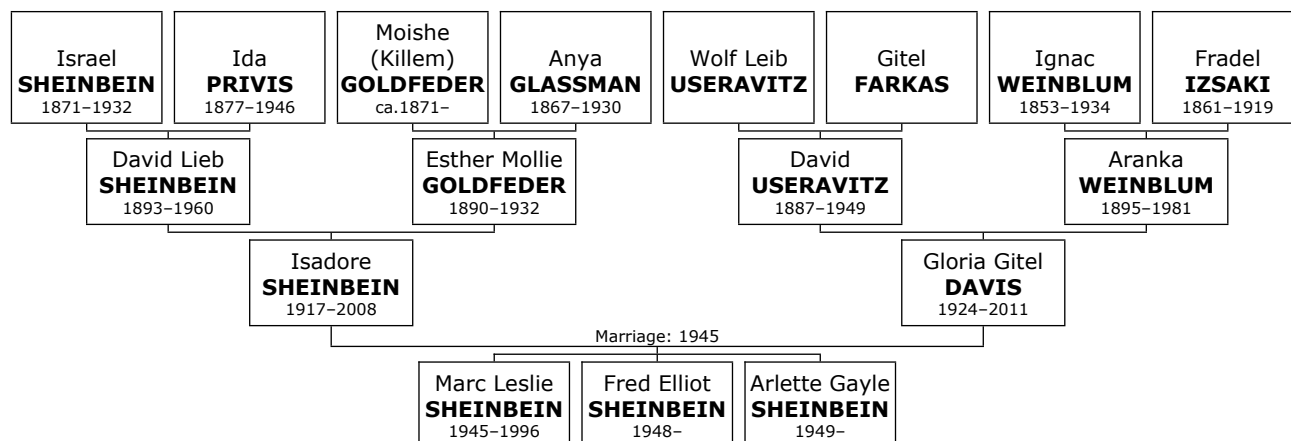 Israel
SHEINBEIN
1871–1932
Ida
PRIVIS
1877–1946
Moishe
(Killem)
GOLDFEDER
ca.1871–
Anya
GLASSMAN
1867–1930
Wolf Leib
USERAVITZ
Gitel
FARKAS
Ignac
WEINBLUM
1853–1934
Fradel
IZSAKI
1861–1919
David Lieb
SHEINBEIN
1893–1960
Esther Mollie
GOLDFEDER
1890–1932
David
USERAVITZ
1887–1949
Aranka
WEINBLUM
1895–1981
Isadore
SHEINBEIN
1917–2008
Gloria Gitel
DAVIS
1924–2011
Marriage: 1945
Marc Leslie
SHEINBEIN
1945–1996
Fred Elliot
SHEINBEIN
1948–
Arlette Gayle
SHEINBEIN
1949–